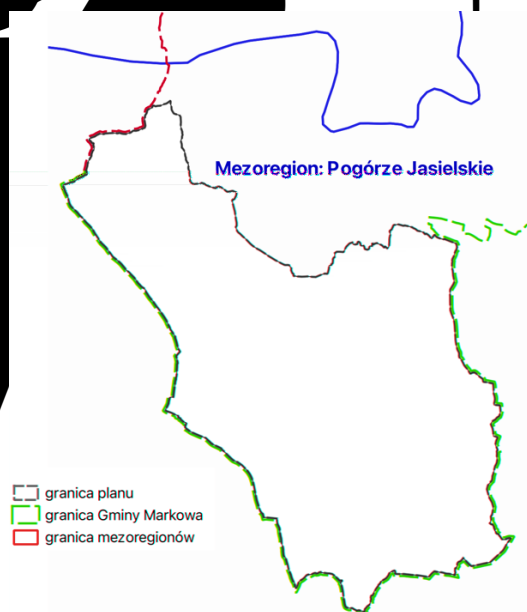 Mezoregion: Pogórze Jasielskie
granica planu
granica Gminy Markowa
granica mezoregionów